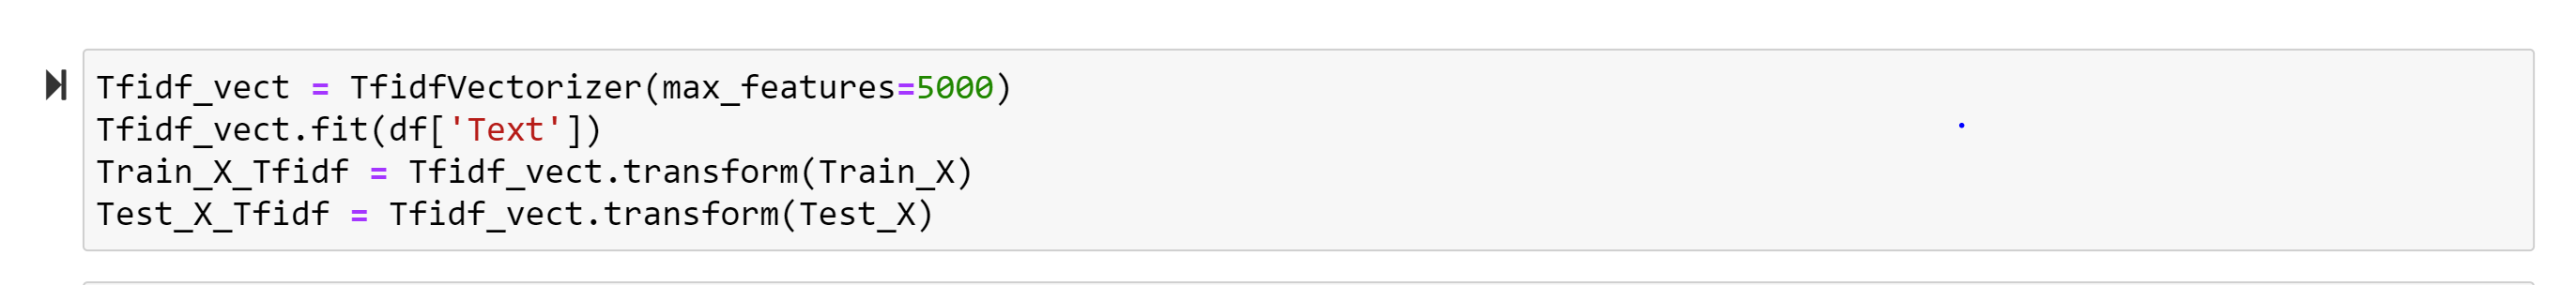 Tfidf_vect = TfidfVectorizer(max_features=5000)
Tfidf_vect.fit(df['Text'])
Train_X_Tfidf = Tfidf_vect.transform(Train_X)
Test_X_Tfidf = Tfidf_vect.transform(Test_X)